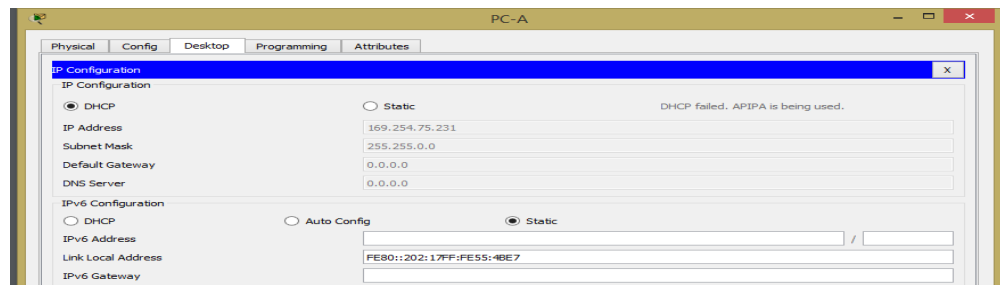 PC-A
Physical Config Desktop Programming Attributes
IP Configuration X
IP Configuration
DHCP Static DHCP failed. APIPA is being used.
IP Address 169.254.75.231
Subnet Mask 255.255.0.0
Default Gateway 0.0.0.0
DNS Server 0.0.0.0
IPv6 Configuration
DHCP Auto Config Static
IPv6 Address /
Link Local Address FE80::202:17FF:FE55:4BE7
IPv6 Gateway